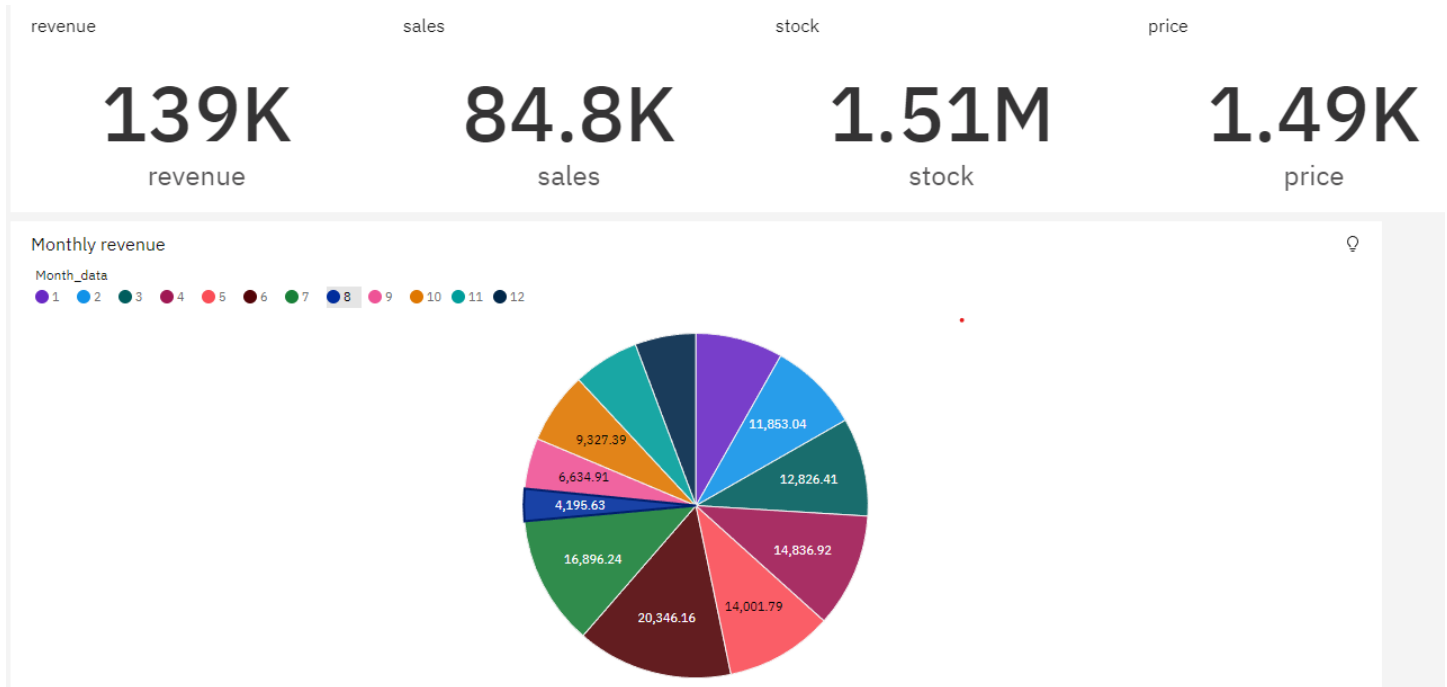 revenue sales stock price
139K 84.8K 1.51M 1.49K
revenue sales stock price
Monthly revenue
Month_data
1 2 3 4 5 6 7 8 9 10 11 12
11,853.04
9,327.39
6,634.91
12,826.41
4,195.63
14,836.92
16,896.24
14,001.79
20,346.16